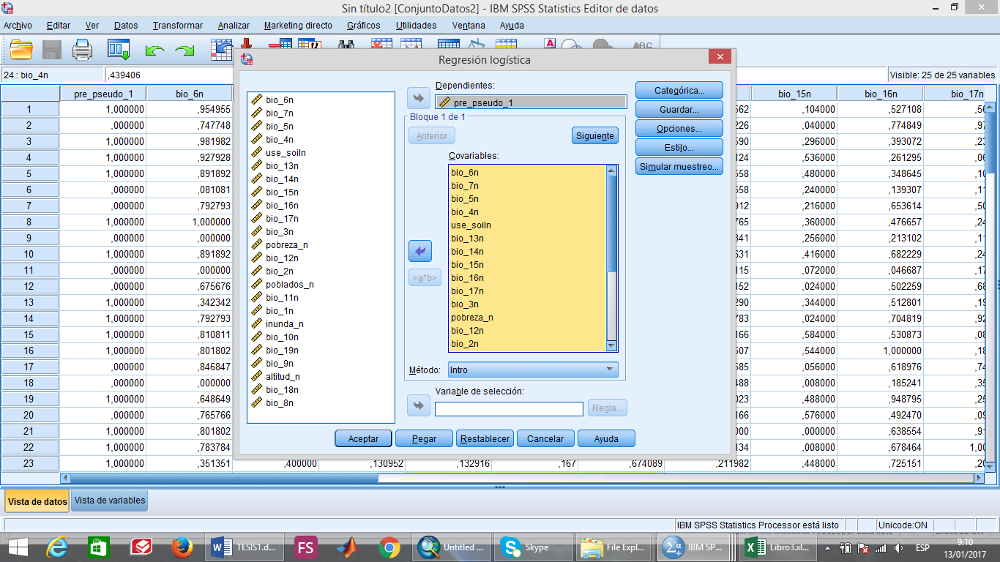 Sin título2 [ConjuntoDatos2] - IBM SPSS Statistics Editor de datos
Archivo Editar Ver Datos Transformar Analizar Marketing directo Gráficos Utilidades Ventana Ayuda
24 : bio_4n ,439406 Visible: 25 de 25 variables
Regresión logística
bio_6n
bio_7n
bio_5n
bio_4n
use_soiln
bio_13n
bio_14n
bio_15n
bio_16n
bio_17n
bio_3n
pobreza_n
bio_12n
bio_2n
poblados_n
bio_11n
bio_1n
inunda_n
bio_10n
bio_19n
bio_9n
altitud_n
bio_18n
bio_8n
Dependientes:
pre_pseudo_1
Bloque 1 de 1
Anterior Siguiente
Covariables:
bio_6n
bio_7n
bio_5n
bio_4n
use_soiln
bio_13n
bio_14n
bio_15n
bio_16n
bio_17n
bio_3n
pobreza_n
bio_12n
bio_2n
>a*b>
Método: Intro
Variable de selección:
Regla...
Categórica...
Guardar...
Opciones...
Estilo...
Simular muestreo...
Aceptar Pegar Restablecer Cancelar Ayuda
pre_pseudo_1 bio_6n bio_15n bio_16n bio_17n
1 1,000000 ,954955 562 ,104000 ,527108
2 ,000000 ,747748 226 ,040000 ,774849 ,97
3 1,000000 ,981982 590 ,296000 ,393072 ,23
4 1,000000 ,927928 124 ,536000 ,261295 ,06
5 1,000000 ,891892 558 ,480000 ,348645 ,10
6 ,000000 ,081081 558 ,240000 ,139307 ,11
7 ,000000 ,792793 912 ,216000 ,653614 ,50
8 1,000000 1,000000 765 ,360000 ,476657 ,24
9 ,000000 ,000000 341 ,256000 ,213102 ,11
10 1,000000 ,891892 531 ,416000 ,682229 ,24
11 ,000000 ,000000 115 ,072000 ,046687 ,17
12 ,000000 ,675676 152 ,024000 ,502259 ,68
13 1,000000 ,342342 290 ,344000 ,512801 ,19
14 1,000000 ,792793 783 ,024000 ,704819 ,92
15 1,000000 ,810811 166 ,584000 ,530873 ,08
16 1,000000 ,801802 507 ,544000 1,000000 ,18
17 ,000000 ,846847 585 ,056000 ,618976 ,74
18 ,000000 ,000000 488 ,008000 ,185241 ,35
19 1,000000 ,648649 023 ,488000 ,948795 ,25
20 ,000000 ,765766 166 ,576000 ,492470 ,09
21 1,000000 ,801802 000 ,000000 ,638554 ,91
22 1,000000 ,783784 134 ,008000 ,678464 1,00
23 1,000000 ,351351 ,400000 ,130952 ,132916 ,167 ,674089 ,211982 ,448000 ,725151 ,20
Vista de datos Vista de variables
IBM SPSS Statistics Processor está listo Unicode:ON
TESIS1.d... FS Untitled ... Skype File Expl... IBM SP... Libro3.xl... ESP 9:10
13/01/2017